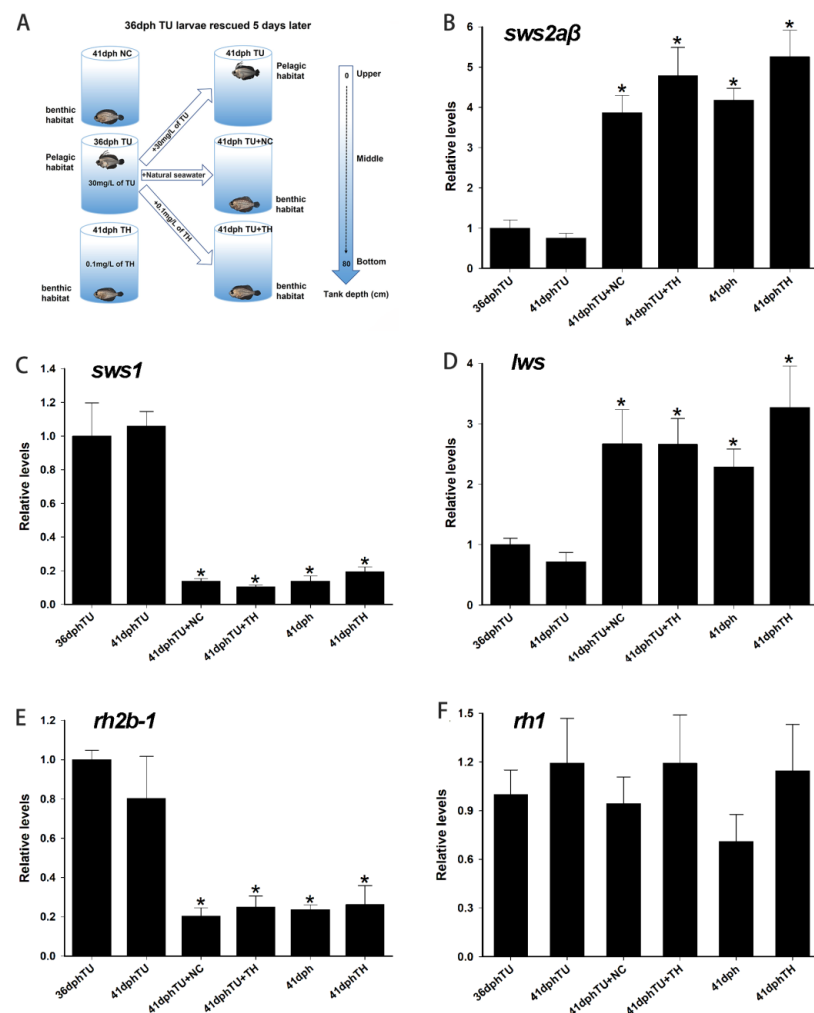 A
36dph TU larvae rescued 5 days later
41dph NC
benthic
habitat
36dph TU
Pelagic
habitat
30mg/L of TU
41dph TH
0.1mg/L of TH
benthic
habitat
+30mg/L of TU
+Natural seawater
+0.1mg/L of TH
41dph TU
Pelagic
habitat
41dph TU+NC
benthic
habitat
41dph TU+TH
benthic
habitat
0
Upper
Middle
80
Bottom
Tank depth (cm)
B
sws2aβ
Relative levels
6
5
4
3
2
1
0
* * * *
36dphTU
41dphTU
41dphTU+NC
41dphTU+TH
41dph
41dphTH
C
sws1
Relative levels
1.4
1.2
1.0
0.8
0.6
0.4
0.2
0.0
* * * *
36dphTU
41dphTU
41dphTU+NC
41dphTU+TH
41dph
41dphTH
D
lws
Relative levels
4
3
2
1
0
* * * *
36dphTU
41dphTU
41dphTU+NC
41dphTU+TH
41dph
41dphTH
E
rh2b-1
Relative levels
1.2
1.0
0.8
0.6
0.4
0.2
0.0
* * * *
36dphTU
41dphTU
41dphTU+NC
41dphTU+TH
41dph
41dphTH
F
rh1
Relative levels
1.5
1.2
0.9
0.6
0.3
0.0
36dphTU
41dphTU
41dphTU+NC
41dphTU+TH
41dph
41dphTH